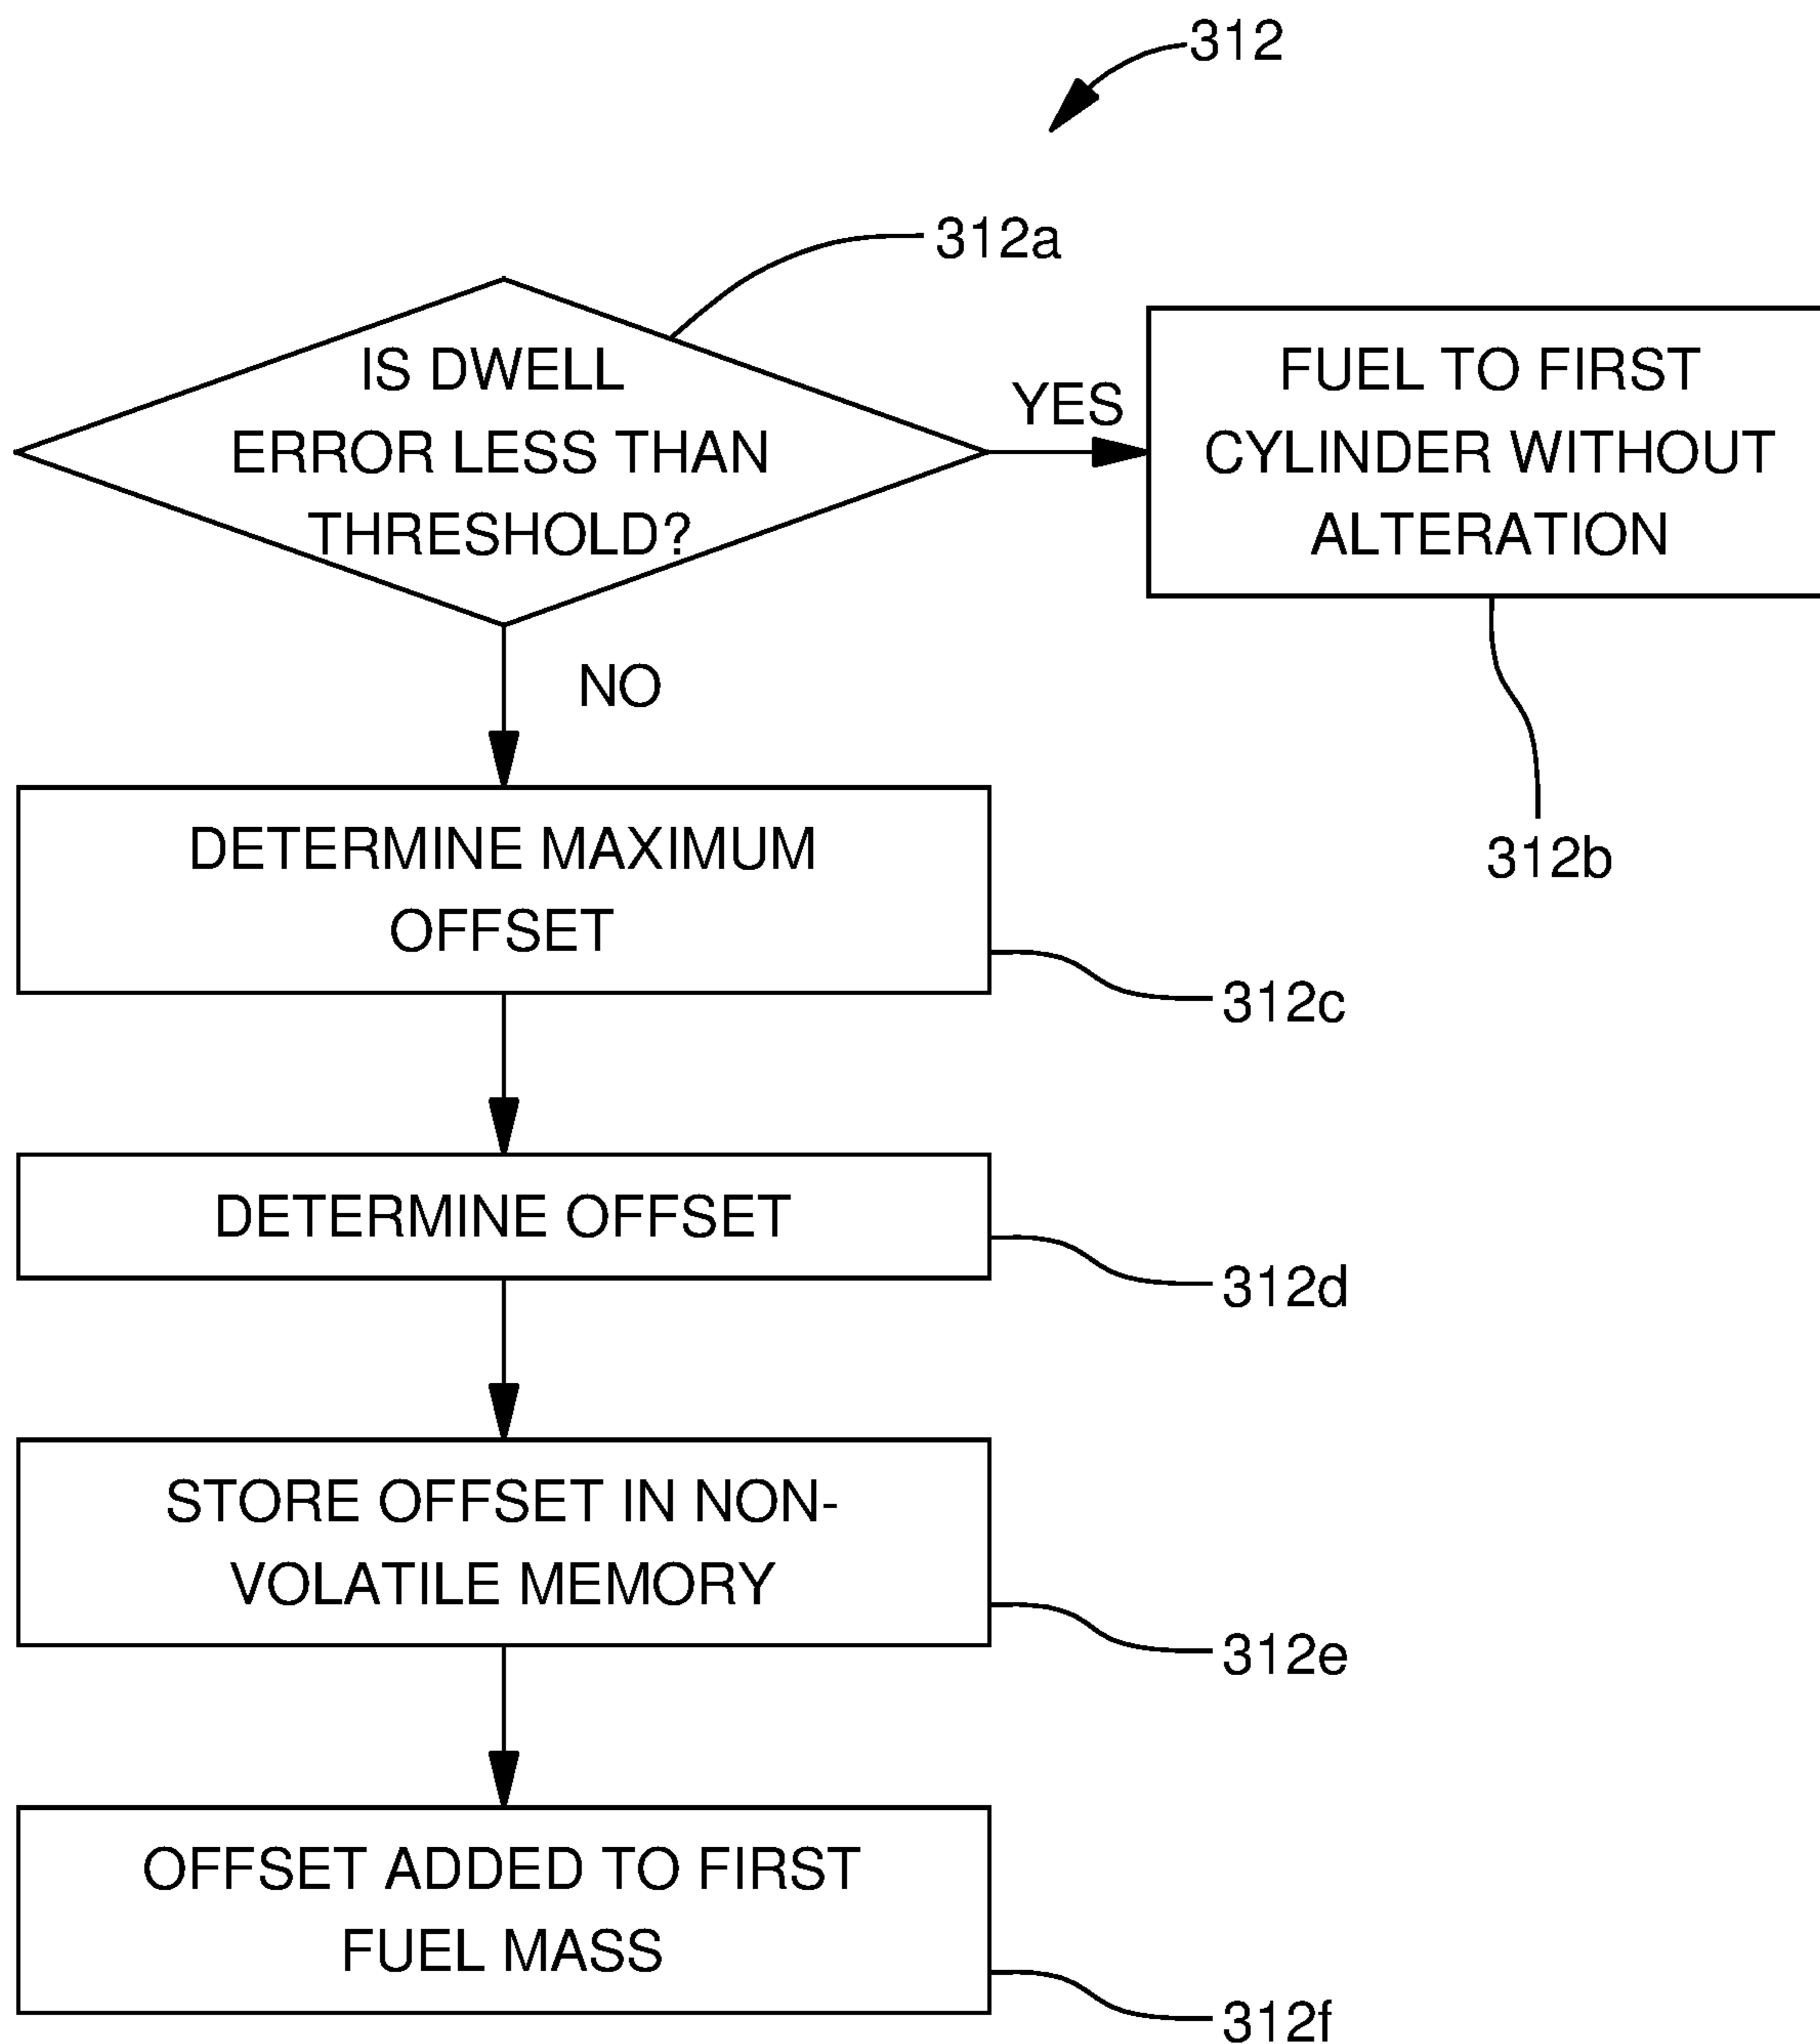 312
312a
IS DWELL
ERROR LESS THAN
THRESHOLD?
YES
FUEL TO FIRST
CYLINDER WITHOUT
ALTERATION
NO
312b
DETERMINE MAXIMUM
OFFSET
312c
DETERMINE OFFSET
312d
STORE OFFSET IN NON-
VOLATILE MEMORY
312e
OFFSET ADDED TO FIRST
FUEL MASS
312f